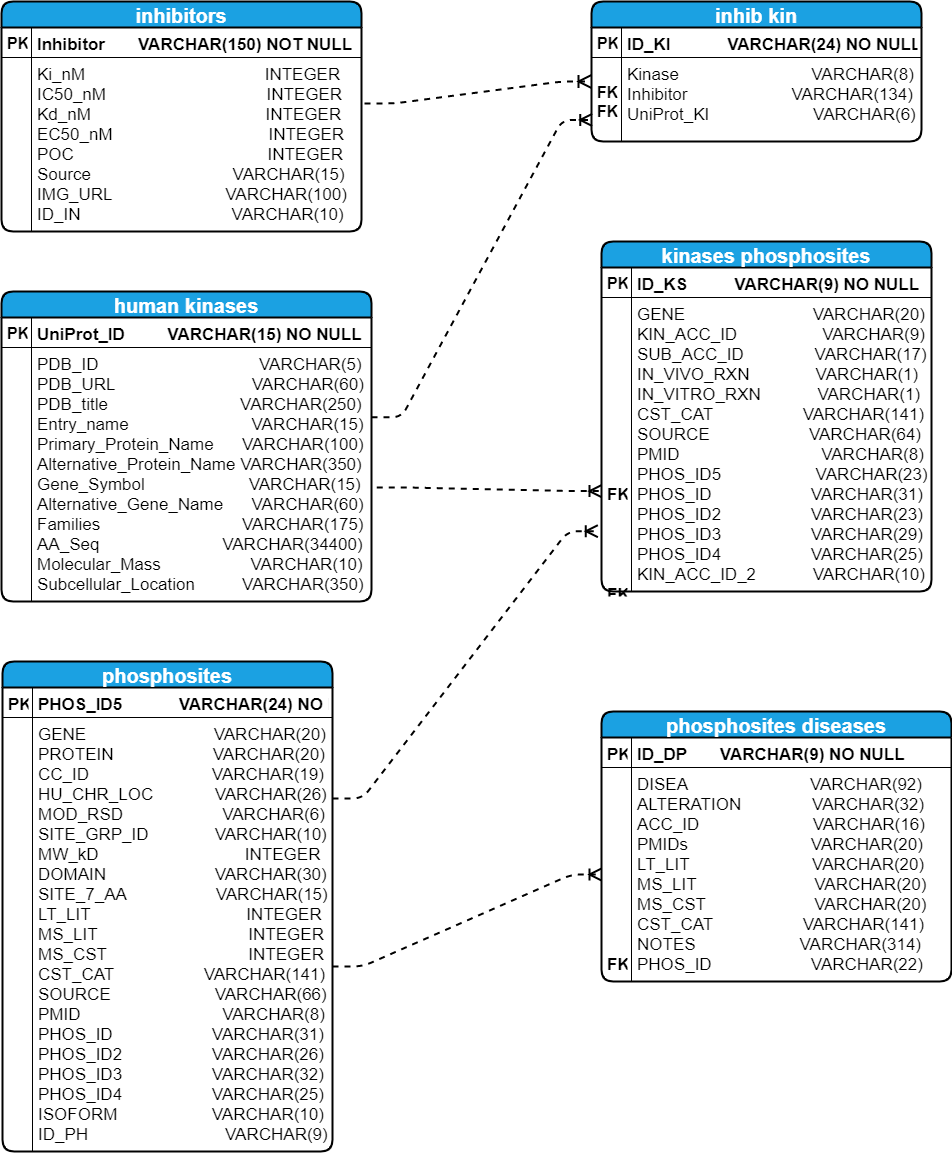 inhibitors
PK Inhibitor VARCHAR(150) NOT NULL
Ki_nM INTEGER
IC50_nM INTEGER
Kd_nM INTEGER
EC50_nM INTEGER
POC INTEGER
Source VARCHAR(15)
IMG_URL VARCHAR(100)
ID_IN VARCHAR(10)
inhib kin
PK ID_KI VARCHAR(24) NO NULL
Kinase VARCHAR(8)
FK Inhibitor VARCHAR(134)
FK UniProt_KI VARCHAR(6)
human kinases
PK UniProt_ID VARCHAR(15) NO NULL
PDB_ID VARCHAR(5)
PDB_URL VARCHAR(60)
PDB_title VARCHAR(250)
Entry_name VARCHAR(15)
Primary_Protein_Name VARCHAR(100)
Alternative_Protein_Name VARCHAR(350)
Gene_Symbol VARCHAR(15)
Alternative_Gene_Name VARCHAR(60)
Families VARCHAR(175)
AA_Seq VARCHAR(34400)
Molecular_Mass VARCHAR(10)
Subcellular_Location VARCHAR(350)
kinases phosphosites
PK ID_KS VARCHAR(9) NO NULL
GENE VARCHAR(20)
KIN_ACC_ID VARCHAR(9)
SUB_ACC_ID VARCHAR(17)
IN_VIVO_RXN VARCHAR(1)
IN_VITRO_RXN VARCHAR(1)
CST_CAT VARCHAR(141)
SOURCE VARCHAR(64)
PMID VARCHAR(8)
PHOS_ID5 VARCHAR(23)
FK PHOS_ID VARCHAR(31)
PHOS_ID2 VARCHAR(23)
PHOS_ID3 VARCHAR(29)
PHOS_ID4 VARCHAR(25)
KIN_ACC_ID_2 VARCHAR(10)
FK
phosphosites
PK PHOS_ID5 VARCHAR(24) NO
GENE VARCHAR(20)
PROTEIN VARCHAR(20)
CC_ID VARCHAR(19)
HU_CHR_LOC VARCHAR(26)
MOD_RSD VARCHAR(6)
SITE_GRP_ID VARCHAR(10)
MW_kD INTEGER
DOMAIN VARCHAR(30)
SITE_7_AA VARCHAR(15)
LT_LIT INTEGER
MS_LIT INTEGER
MS_CST INTEGER
CST_CAT VARCHAR(141)
SOURCE VARCHAR(66)
PMID VARCHAR(8)
PHOS_ID VARCHAR(31)
PHOS_ID2 VARCHAR(26)
PHOS_ID3 VARCHAR(32)
PHOS_ID4 VARCHAR(25)
ISOFORM VARCHAR(10)
ID_PH VARCHAR(9)
phosphosites diseases
PK ID_DP VARCHAR(9) NO NULL
DISEA VARCHAR(92)
ALTERATION VARCHAR(32)
ACC_ID VARCHAR(16)
PMIDs VARCHAR(20)
LT_LIT VARCHAR(20)
MS_LIT VARCHAR(20)
MS_CST VARCHAR(20)
CST_CAT VARCHAR(141)
NOTES VARCHAR(314)
FK PHOS_ID VARCHAR(22)